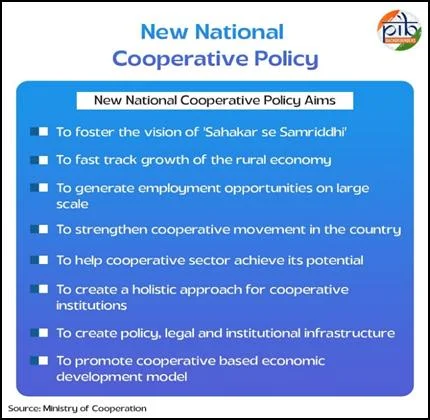 New National
Cooperative Policy
pib
New National Cooperative Policy Aims
To foster the vision of 'Sahakar se Samriddhi'
To fast track growth of the rural economy
To generate employment opportunities on large
scale
To strengthen cooperative movement in the country
To help cooperative sector achieve its potential
To create a holistic approach for cooperative
institutions
To create policy, legal and institutional infrastructure
To promote cooperative based economic
development model
Source: Ministry of Cooperation